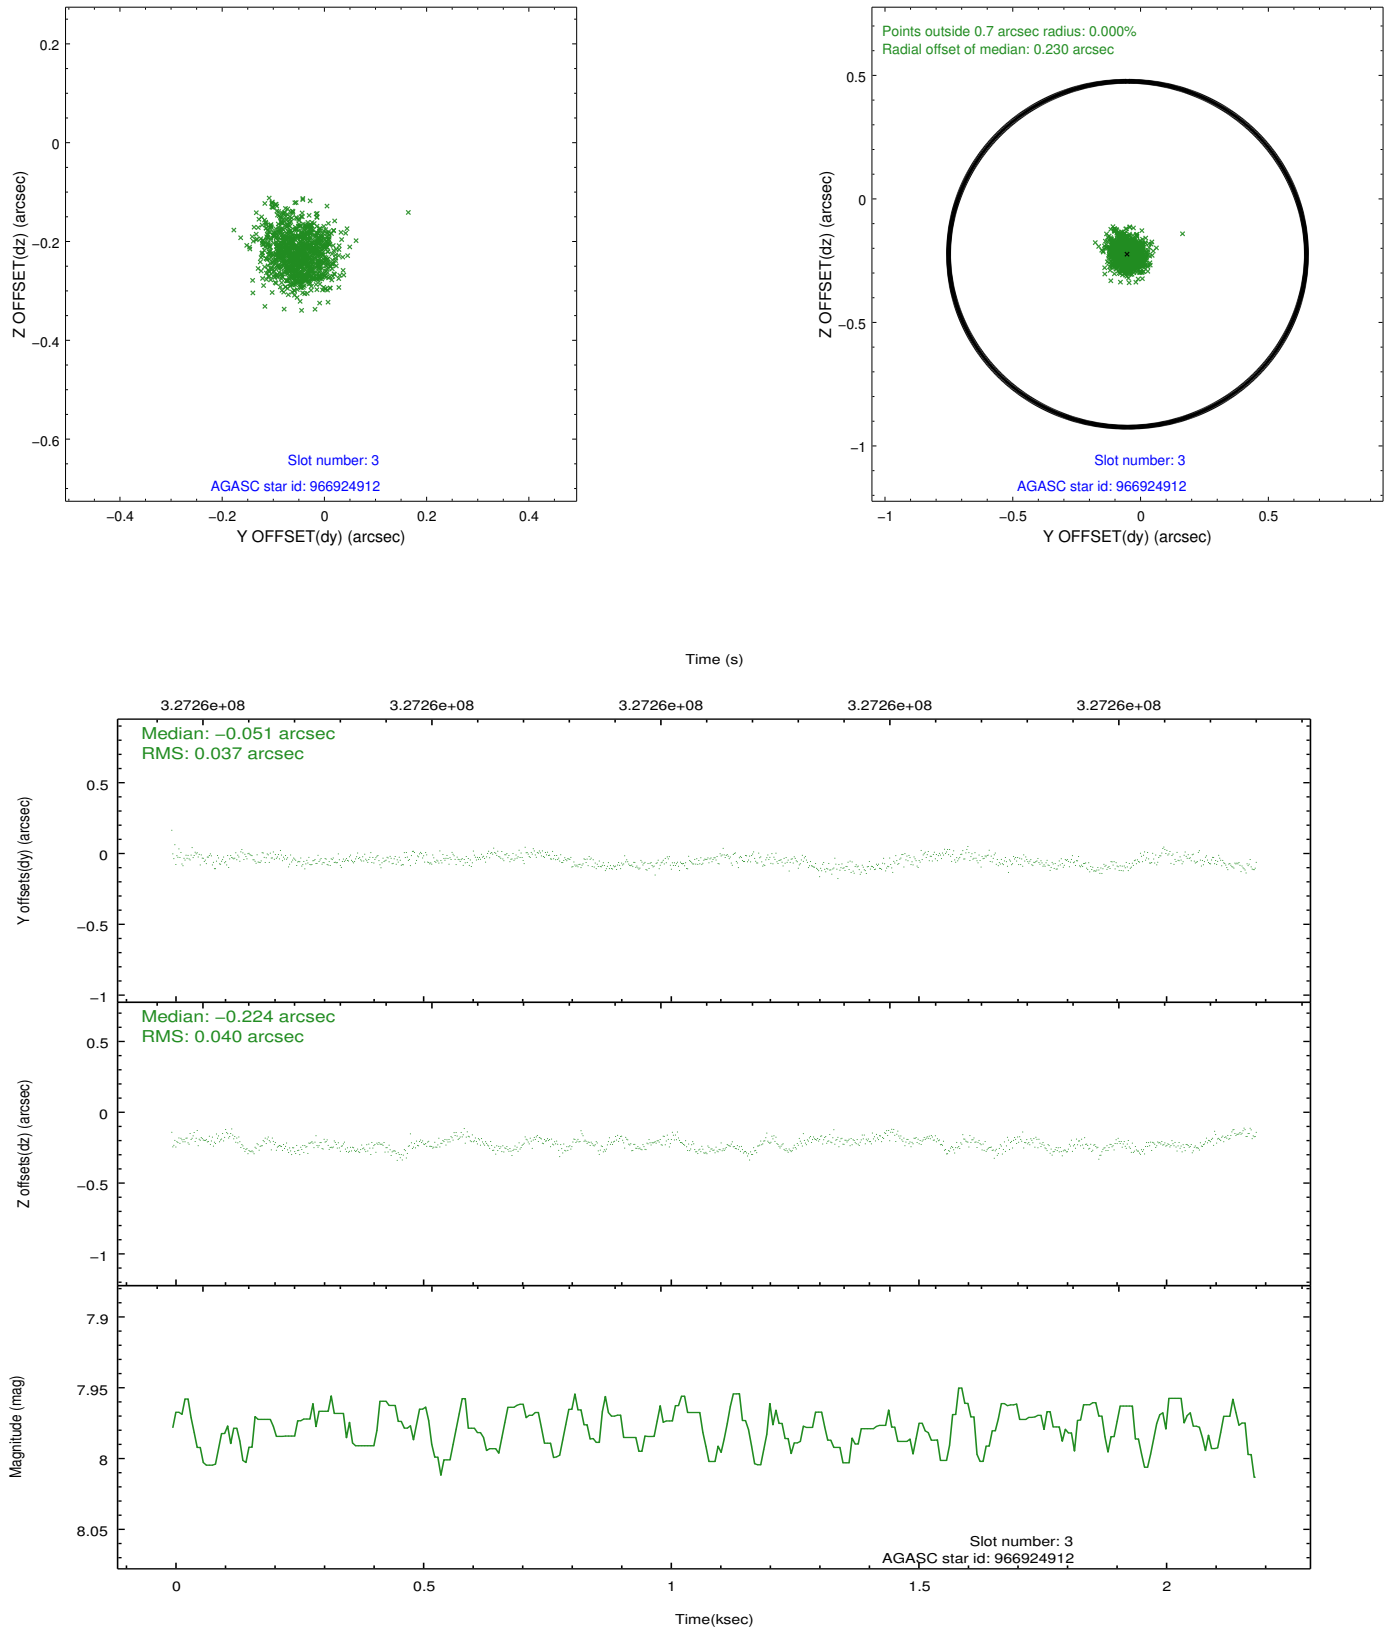 0.2
0
−0.2
−0.4
−0.6
Z OFFSET(dz) (arcsec)
Slot number: 3
AGASC star id: 966924912
−0.4 −0.2 0 0.2 0.4
Y OFFSET(dy) (arcsec)
Points outside 0.7 arcsec radius: 0.000%
Radial offset of median: 0.230 arcsec
0.5
0
−0.5
−1
Z OFFSET(dz) (arcsec)
Slot number: 3
AGASC star id: 966924912
−1 −0.5 0 0.5
Y OFFSET(dy) (arcsec)
Time (s)
3.2726e+08 3.2726e+08 3.2726e+08 3.2726e+08 3.2726e+08
Median: −0.051 arcsec
RMS: 0.037 arcsec
0.5
0
−0.5
−1
Y offsets(dy) (arcsec)
Median: −0.224 arcsec
RMS: 0.040 arcsec
0.5
0
−0.5
−1
Z offsets(dz) (arcsec)
7.9
7.95
8
8.05
Magnitude (mag)
Slot number: 3
AGASC star id: 966924912
0 0.5 1 1.5 2
Time(ksec)